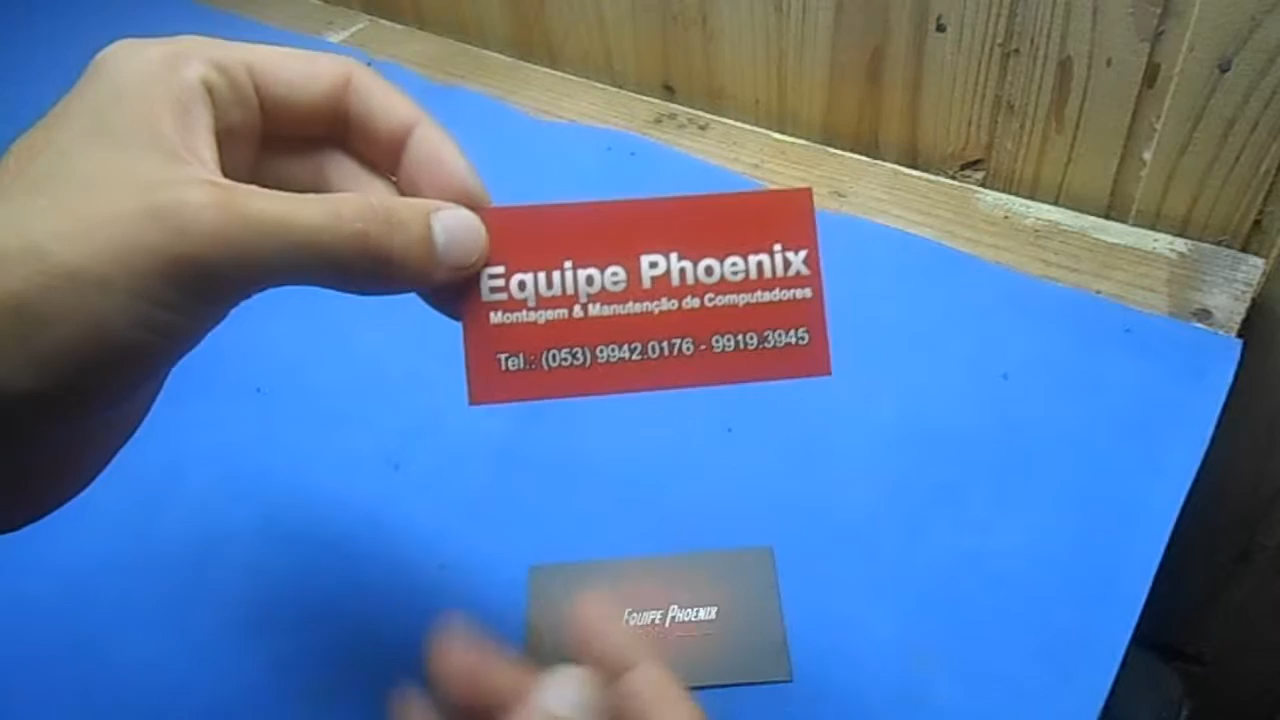 Equipe Phoenix
Montagem & Manutenção de Computadores
Tel.: (053) 9942.0176 - 9919.3945
EQUIPE PHOENIX